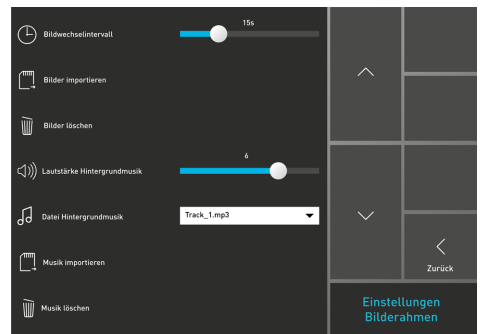 15s
Bildwechselintervall
Bilder importieren
Bilder löschen
6
Lautstärke Hintergrundmusik
Datei Hintergrundmusik
Track_1.mp3
Musik importieren
Musik löschen
Zurück
Einstellungen
Bilderahmen